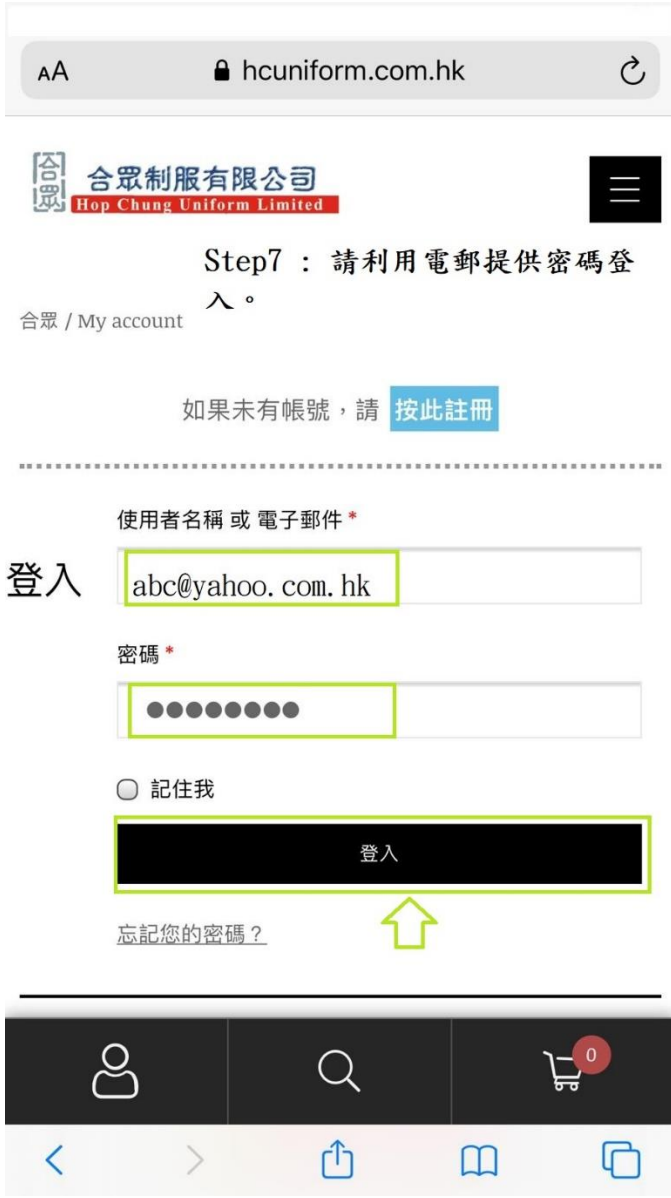 AA hcuniform.com.hk
合眾
合眾制服有限公司
Hop Chung Uniform Limited
Step7 : 請利用電郵提供密碼登
入。
合眾 / My account
如果未有帳號，請 按此註冊
使用者名稱 或 電子郵件 *
登入
abc@yahoo.com.hk
密碼 *
●●●●●●●●
記住我
登入
忘記您的密碼？
0